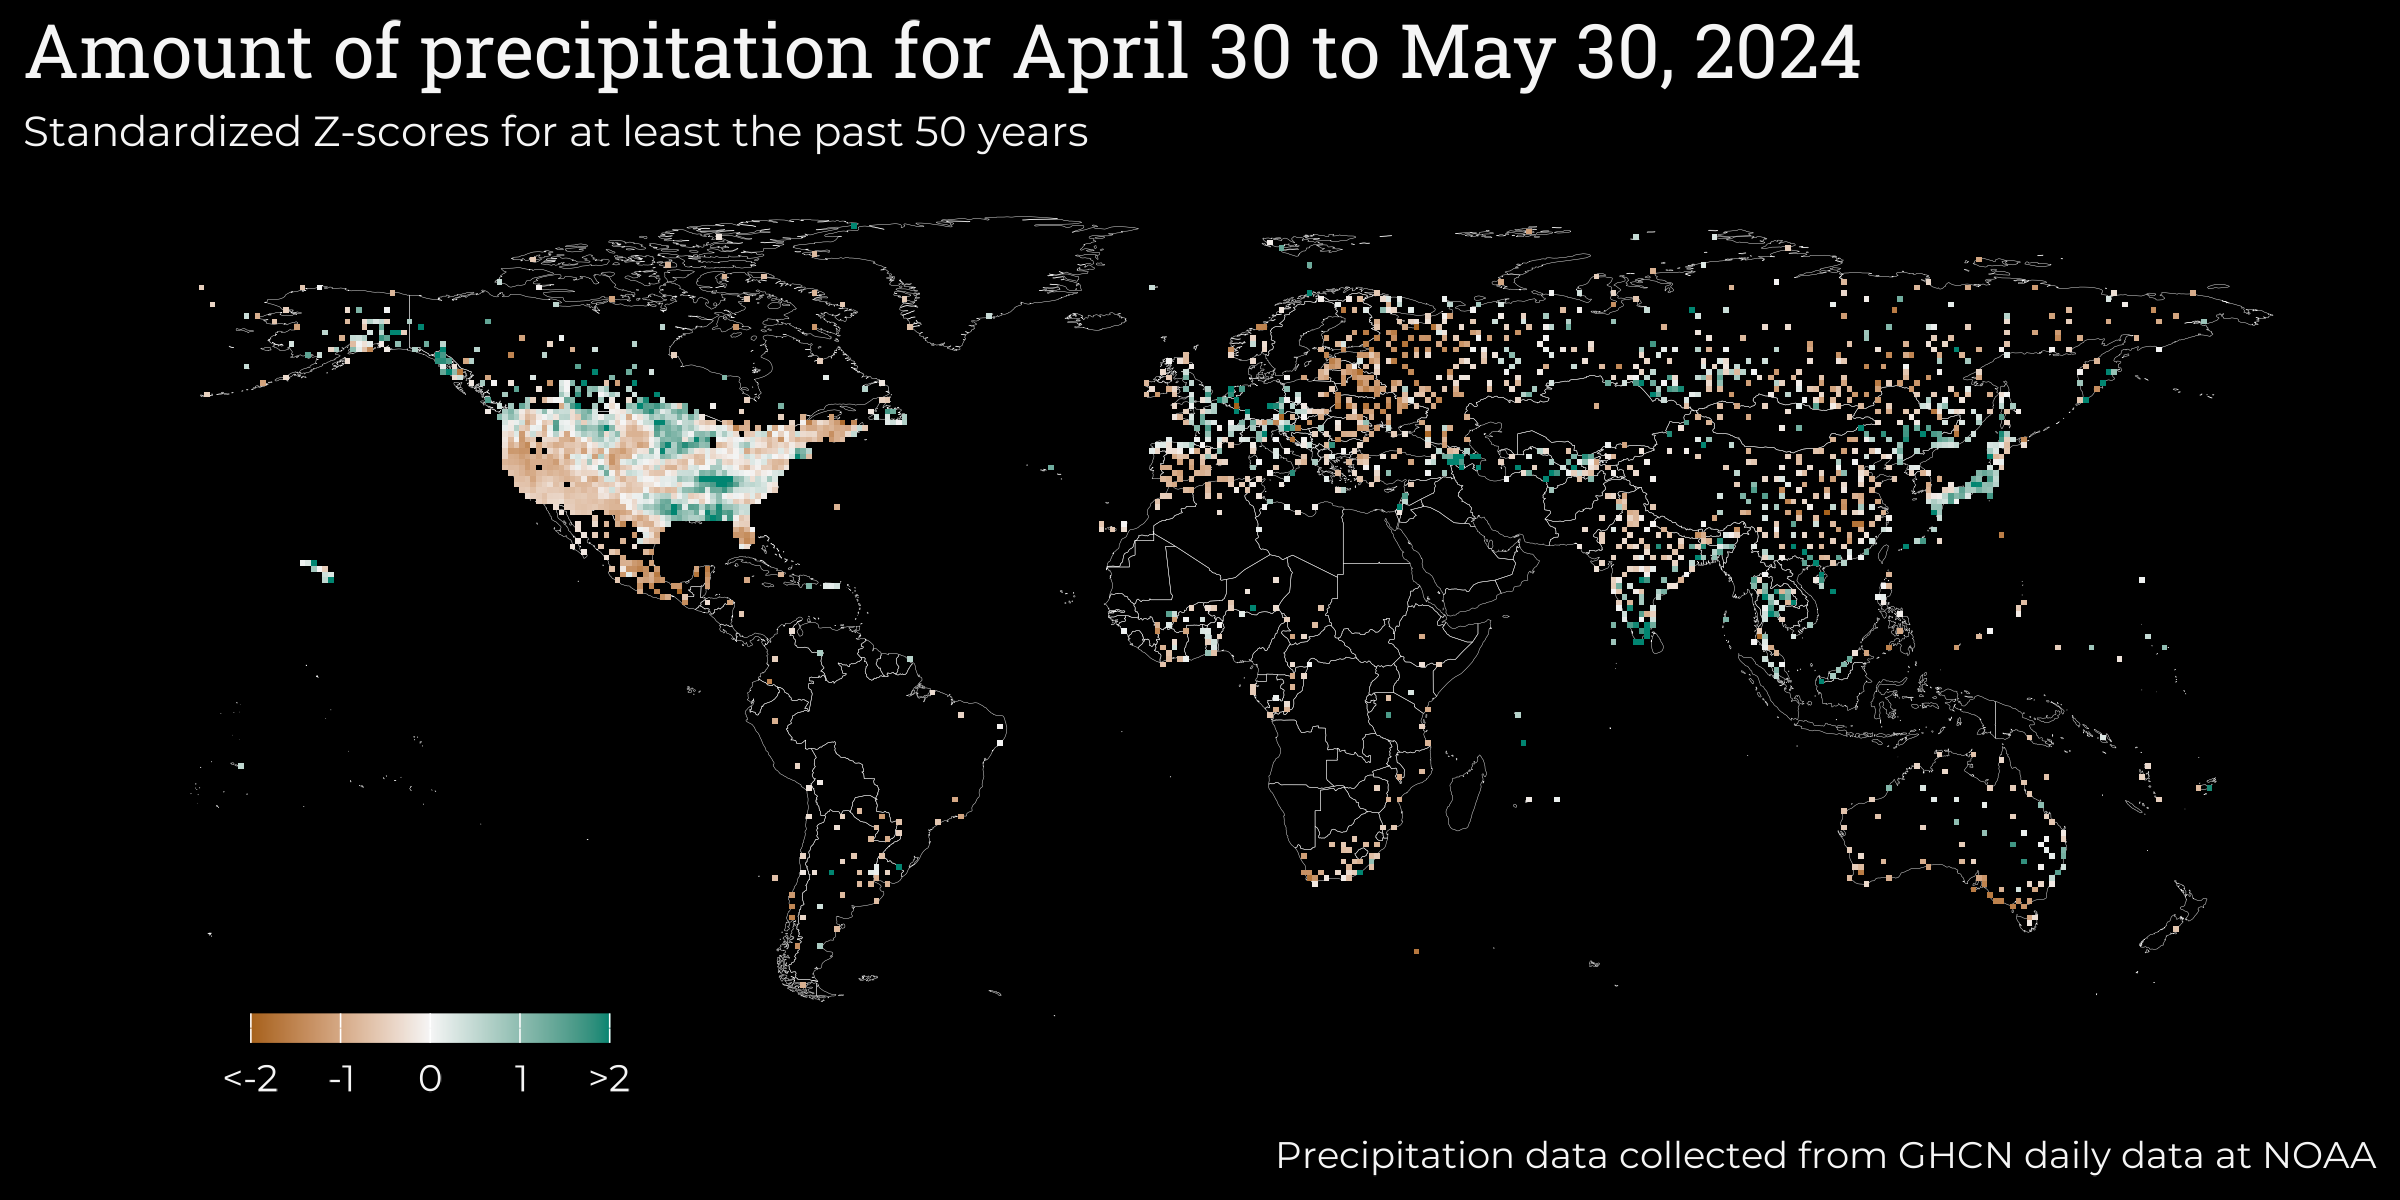 Amount of precipitation for April 30 to May 30, 2024
Standardized Z-scores for at least the past 50 years
<-2 -1 0 1 >2
Precipitation data collected from GHCN daily data at NOAA